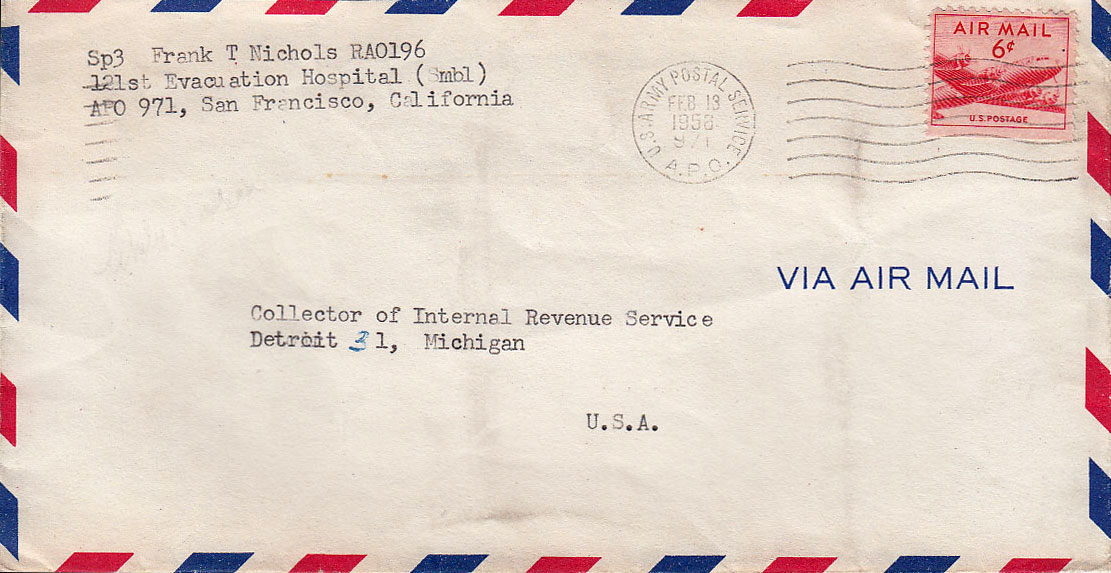 Sp3 Frank T Nichols RA0196
121st Evacuation Hospital (Smbl)
APO 971, San Francisco, California
U.S. ARMY POSTAL SERVICE
FEB 13
1958
971
A.P.O.
AIR MAIL
6¢
U.S. POSTAGE
VIA AIR MAIL
Collector of Internal Revenue Service
Detroit 31, Michigan
U.S.A.